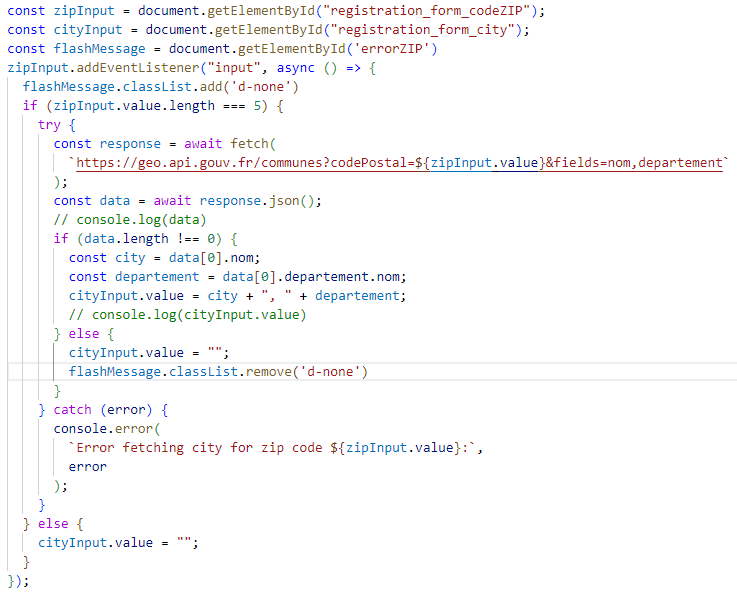 const zipInput = document.getElementById("registration_form_codeZIP");
const cityInput = document.getElementById("registration_form_city");
const flashMessage = document.getElementById('errorZIP')
zipInput.addEventListener("input", async () => {
  flashMessage.classList.add('d-none')
  if (zipInput.value.length === 5) {
    try {
      const response = await fetch(
        `https://geo.api.gouv.fr/communes?codePostal=${zipInput.value}&fields=nom,departement`
      );
      const data = await response.json();
      // console.log(data)
      if (data.length !== 0) {
        const city = data[0].nom;
        const departement = data[0].departement.nom;
        cityInput.value = city + ", " + departement;
        // console.log(cityInput.value)
      } else {
        cityInput.value = "";
        flashMessage.classList.remove('d-none')
      }
    } catch (error) {
      console.error(
        `Error fetching city for zip code ${zipInput.value}:`,
        error
      );
    }
  } else {
    cityInput.value = "";
  }
});